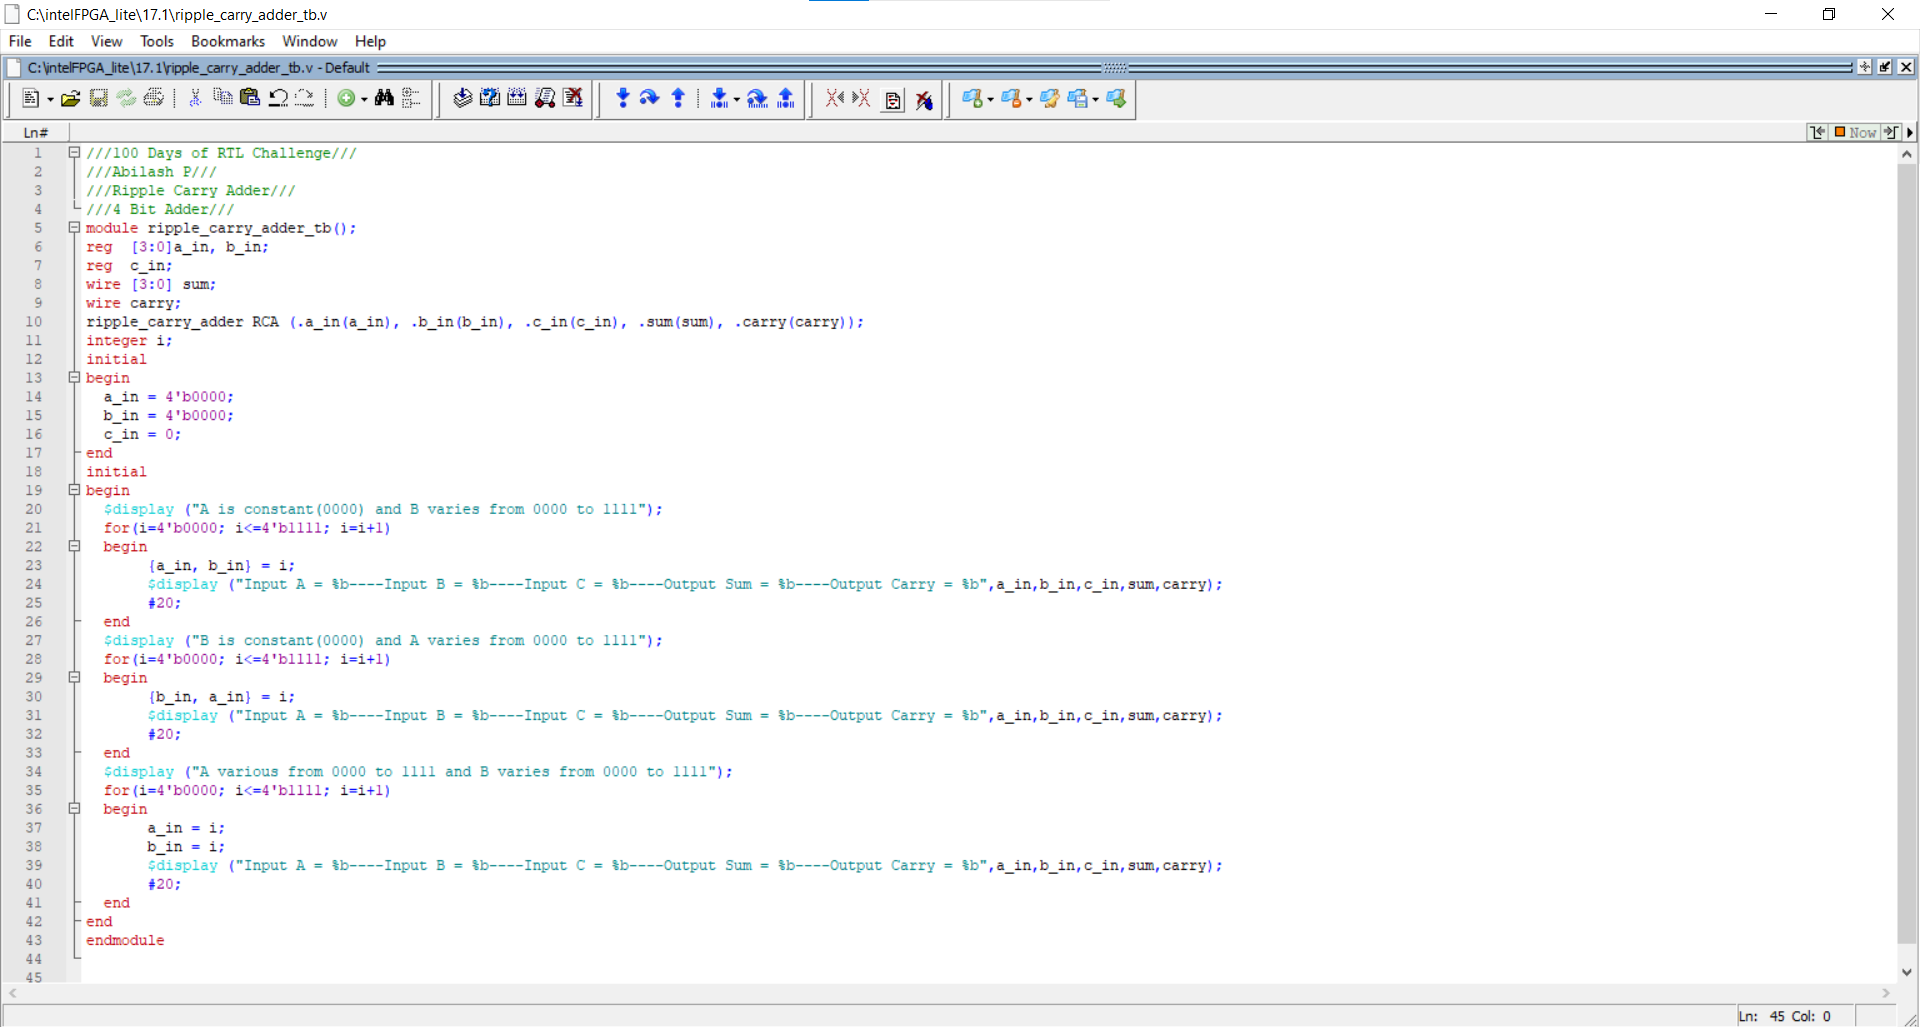 C:\intelFPGA_lite\17.1\ripple_carry_adder_tb.v
File Edit View Tools Bookmarks Window Help
C:\intelFPGA_lite\17.1\ripple_carry_adder_tb.v - Default
Ln#
Now
1 ///100 Days of RTL Challenge///
2 ///Abilash P///
3 ///Ripple Carry Adder///
4 ///4 Bit Adder///
5 module ripple_carry_adder_tb();
6 reg  [3:0]a_in, b_in;
7 reg  c_in;
8 wire [3:0] sum;
9 wire carry;
10 ripple_carry_adder RCA (.a_in(a_in), .b_in(b_in), .c_in(c_in), .sum(sum), .carry(carry));
11 integer i;
12 initial
13 begin
14   a_in = 4'b0000;
15   b_in = 4'b0000;
16   c_in = 0;
17 end
18 initial
19 begin
20   $display ("A is constant(0000) and B varies from 0000 to 1111");
21   for(i=4'b0000; i<=4'b1111; i=i+1)
22   begin
23        {a_in, b_in} = i;
24        $display ("Input A = %b----Input B = %b----Input C = %b----Output Sum = %b----Output Carry = %b",a_in,b_in,c_in,sum,carry);
25        #20;
26   end
27   $display ("B is constant(0000) and A varies from 0000 to 1111");
28   for(i=4'b0000; i<=4'b1111; i=i+1)
29   begin
30        {b_in, a_in} = i;
31        $display ("Input A = %b----Input B = %b----Input C = %b----Output Sum = %b----Output Carry = %b",a_in,b_in,c_in,sum,carry);
32        #20;
33   end
34   $display ("A various from 0000 to 1111 and B varies from 0000 to 1111");
35   for(i=4'b0000; i<=4'b1111; i=i+1)
36   begin
37        a_in = i;
38        b_in = i;
39        $display ("Input A = %b----Input B = %b----Input C = %b----Output Sum = %b----Output Carry = %b",a_in,b_in,c_in,sum,carry);
40        #20;
41   end
42 end
43 endmodule
44
45
Ln: 45 Col: 0